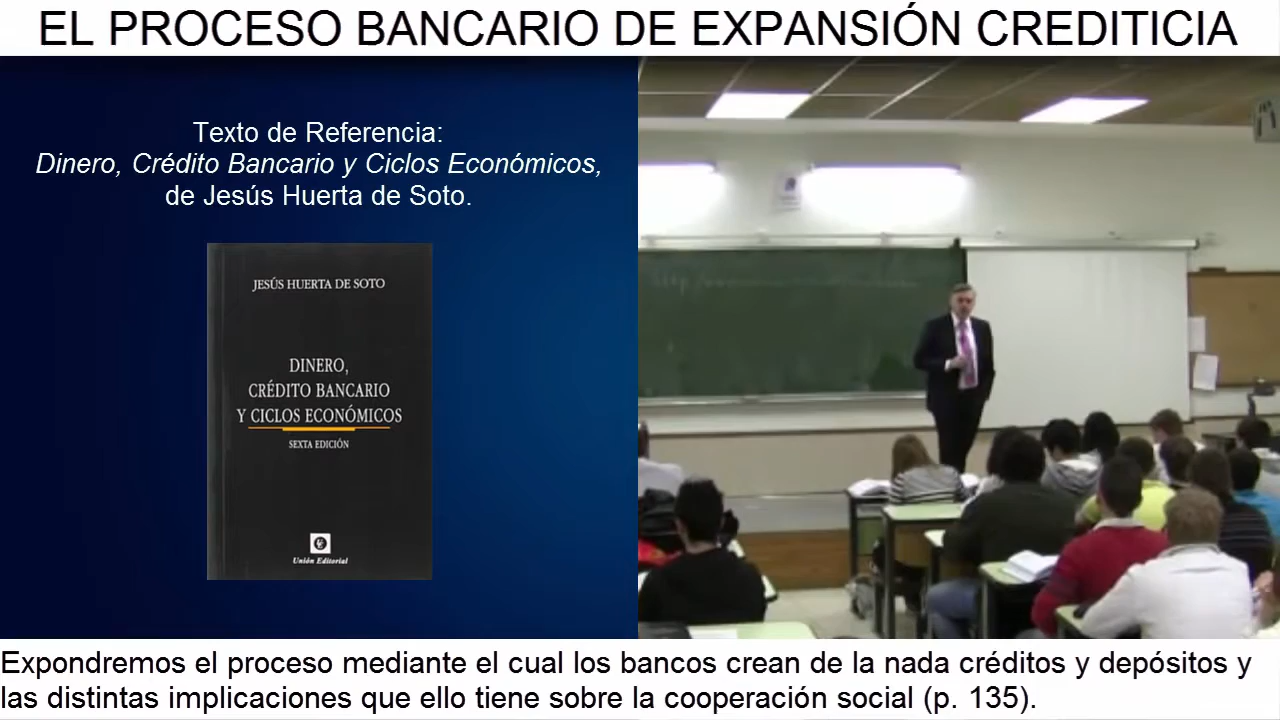 EL PROCESO BANCARIO DE EXPANSIÓN CREDITICIA
Texto de Referencia:
Dinero, Crédito Bancario y Ciclos Económicos,
de Jesús Huerta de Soto.
JESÚS HUERTA DE SOTO
DINERO,
CRÉDITO BANCARIO
Y CICLOS ECONÓMICOS
SEXTA EDICIÓN
Unión Editorial
Expondremos el proceso mediante el cual los bancos crean de la nada créditos y depósitos y
las distintas implicaciones que ello tiene sobre la cooperación social (p. 135).